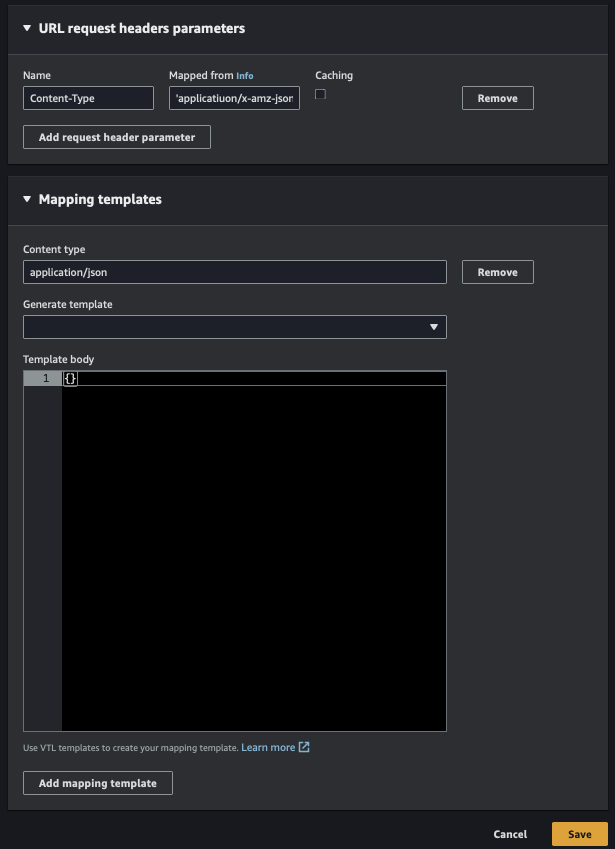 URL request headers parameters
Name
Mapped from Info
Caching
Content-Type
'applicatiuon/x-amz-json
Remove
Add request header parameter
Mapping templates
Content type
application/json
Remove
Generate template
Template body
1 {}
Use VTL templates to create your mapping template. Learn more
Add mapping template
Cancel
Save